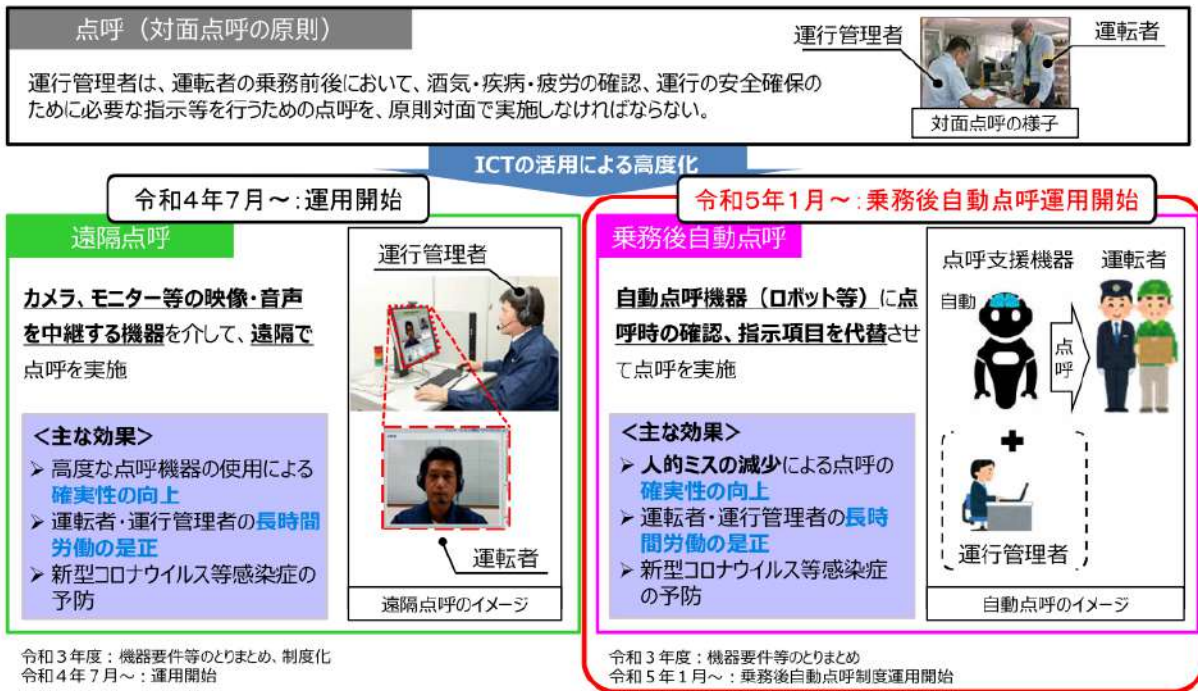 点呼（対面点呼の原則）
運行管理者
運転者
運行管理者は、運転者の乗務前後において、酒気・疾病・疲労の確認、運行の安全確保の
ために必要な指示等を行うための点呼を、原則対面で実施しなければならない。
対面点呼の様子
ICTの活用による高度化
令和4年7月～：運用開始
遠隔点呼
カメラ、モニター等の映像・音声
を中継する機器を介して、遠隔で
点呼を実施
＜主な効果＞
➢ 高度な点呼機器の使用による
確実性の向上
➢ 運転者・運行管理者の長時間
労働の是正
➢ 新型コロナウイルス等感染症の
予防
運行管理者
運転者
遠隔点呼のイメージ
令和３年度：機器要件等のとりまとめ、制度化
令和４年７月～：運用開始
令和5年1月～：乗務後自動点呼運用開始
乗務後自動点呼
自動点呼機器（ロボット等）に点
呼時の確認、指示項目を代替させ
て点呼を実施
＜主な効果＞
➢ 人的ミスの減少による点呼の
確実性の向上
➢ 運転者・運行管理者の長時
間労働の是正
➢ 新型コロナウイルス等感染症
の予防
点呼支援機器
運転者
自動
点呼
運行管理者
自動点呼のイメージ
令和３年度：機器要件等のとりまとめ
令和５年１月～：乗務後自動点呼制度運用開始